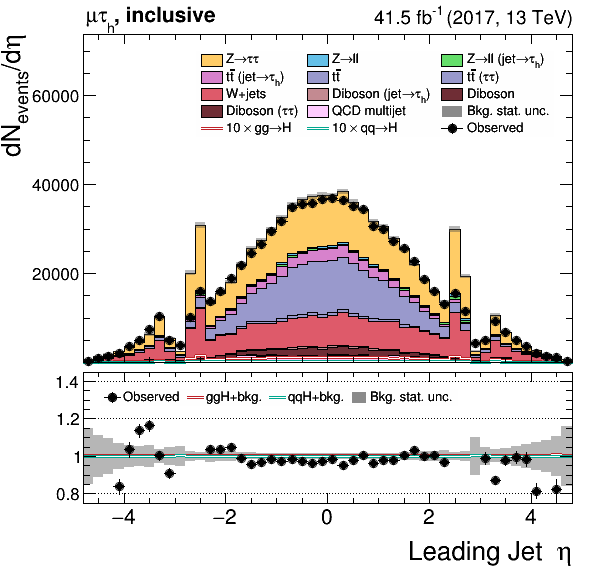 μτh, inclusive 41.5 fb⁻¹ (2017, 13 TeV)
dNevents/dη
Z→ττ Z→ll Z→ll (jet→τh)
tt̄ (jet→τh) tt̄ tt̄ (ττ)
W+jets Diboson (jet→τh) Diboson
Diboson (ττ) QCD multijet Bkg. stat. unc.
10 × gg→H 10 × qq→H Observed
60000
40000
20000
1.4
Observed ggH+bkg. qqH+bkg. Bkg. stat. unc.
1.2
1
0.8
−4 −2 0 2 4
Leading Jet η